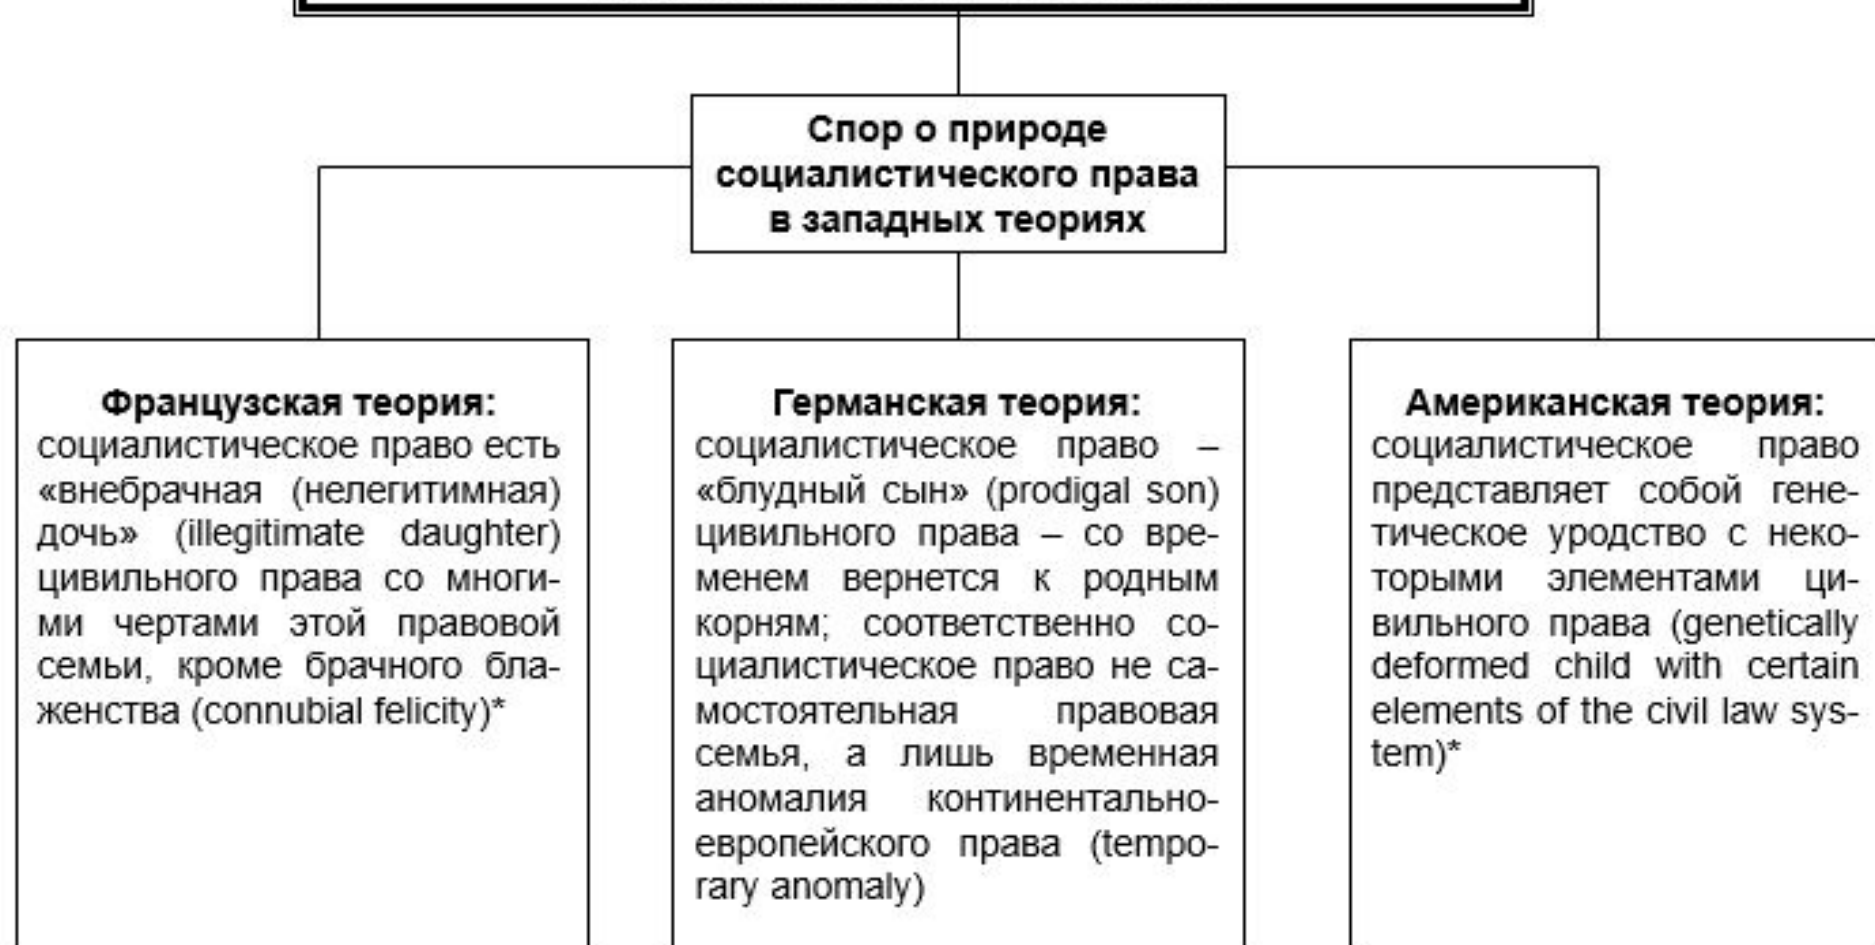 Спор о природе
социалистического права
в западных теориях
Французская теория:
социалистическое право есть
«внебрачная (нелегитимная)
дочь» (illegitimate daughter)
цивильного права со многи-
ми чертами этой правовой
семьи, кроме брачного бла-
женства (connubial felicity)*
Германская теория:
социалистическое право –
«блудный сын» (prodigal son)
цивильного права – со вре-
менем вернется к родным
корням; соответственно со-
циалистическое право не са-
мостоятельная правовая
семья, а лишь временная
аномалия континентально-
европейского права (tempo-
rary anomaly)
Американская теория:
социалистическое право
представляет собой гене-
тическое уродство с неко-
торыми элементами ци-
вильного права (genetically
deformed child with certain
elements of the civil law sys-
tem)*